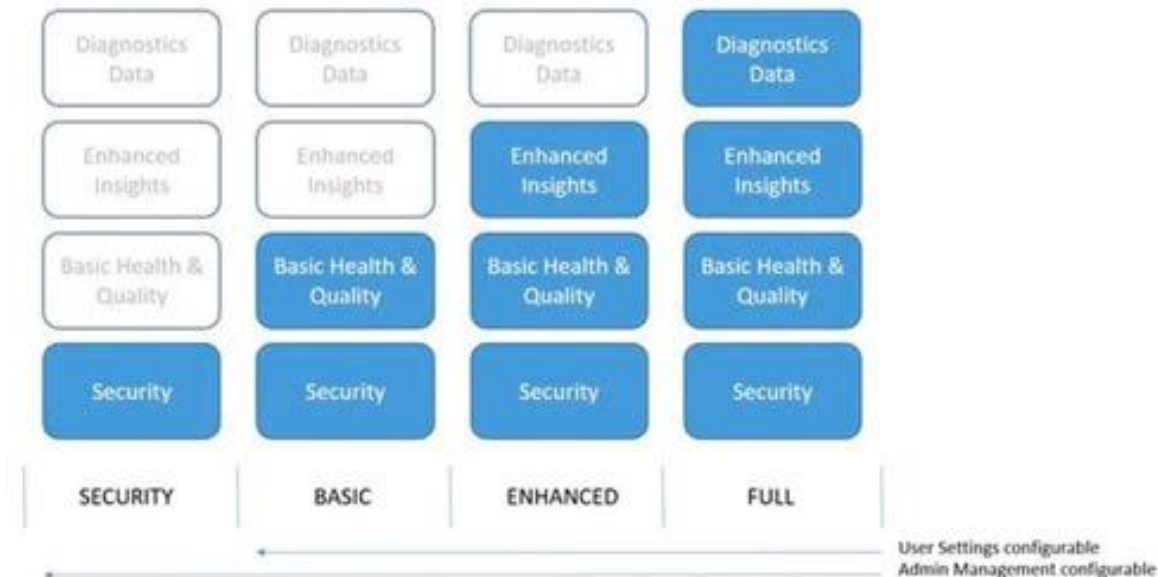 Diagnostics
Data
Diagnostics
Data
Diagnostics
Data
Diagnostics
Data
Enhanced
Insights
Enhanced
Insights
Enhanced
Insights
Enhanced
Insights
Basic Health &
Quality
Basic Health &
Quality
Basic Health &
Quality
Basic Health &
Quality
Security
Security
Security
Security
SECURITY
BASIC
ENHANCED
FULL
User Settings configurable
Admin Management configurable